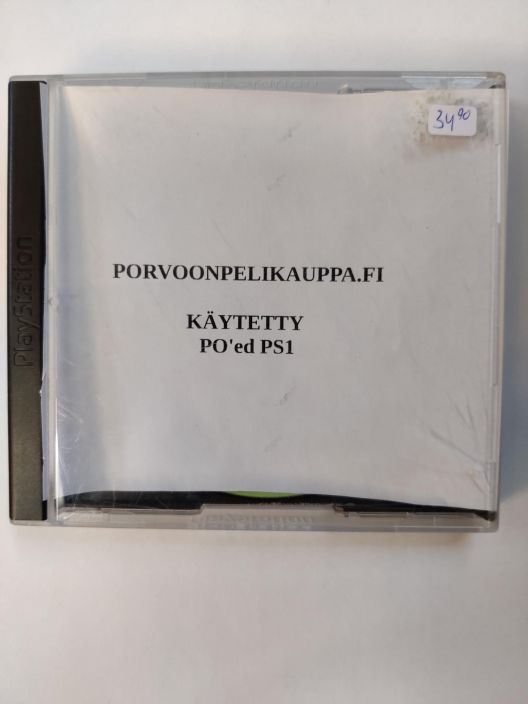 34⁹⁰
PlayStation
PORVOONPELIKAUPPA.FI
KÄYTETTY
PO'ed PS1